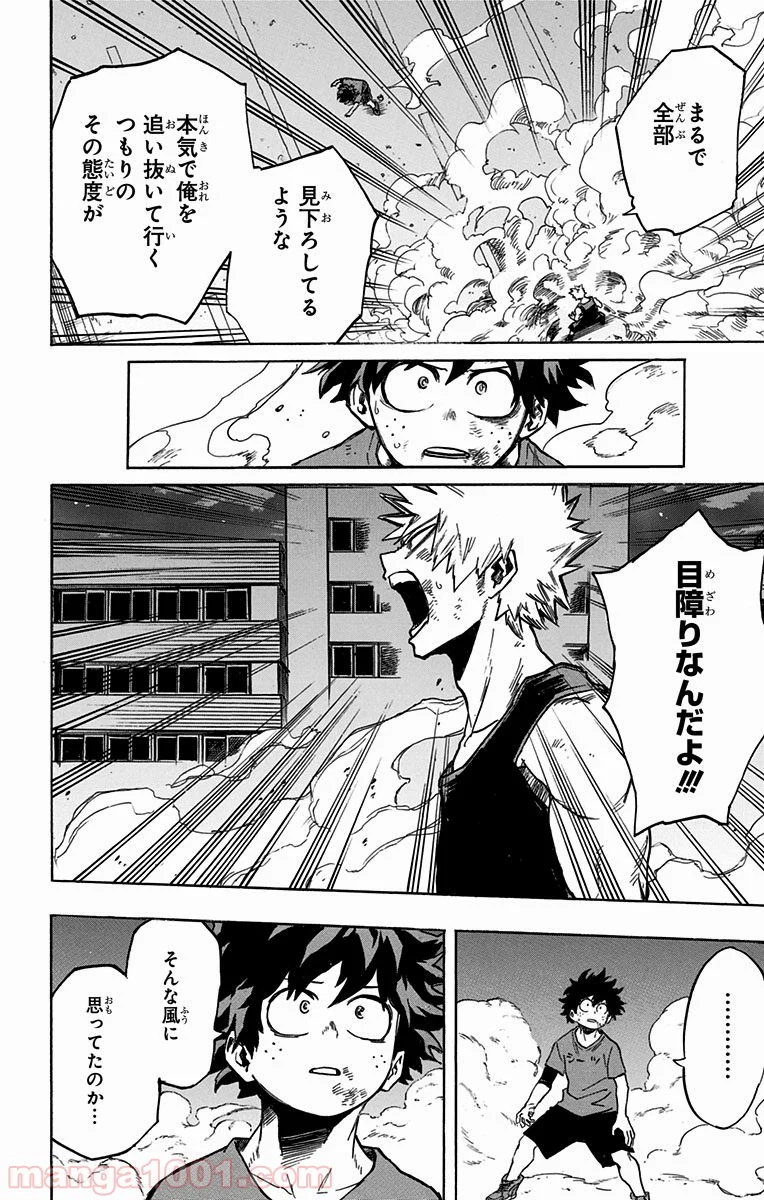 まるで
全部
見下ろしてる
ような
本気で俺を
追い抜いて行く
つもりの
その態度が
目障りなんだよ!!!
………
そんな風に
思ってたのか…
manga1001.com